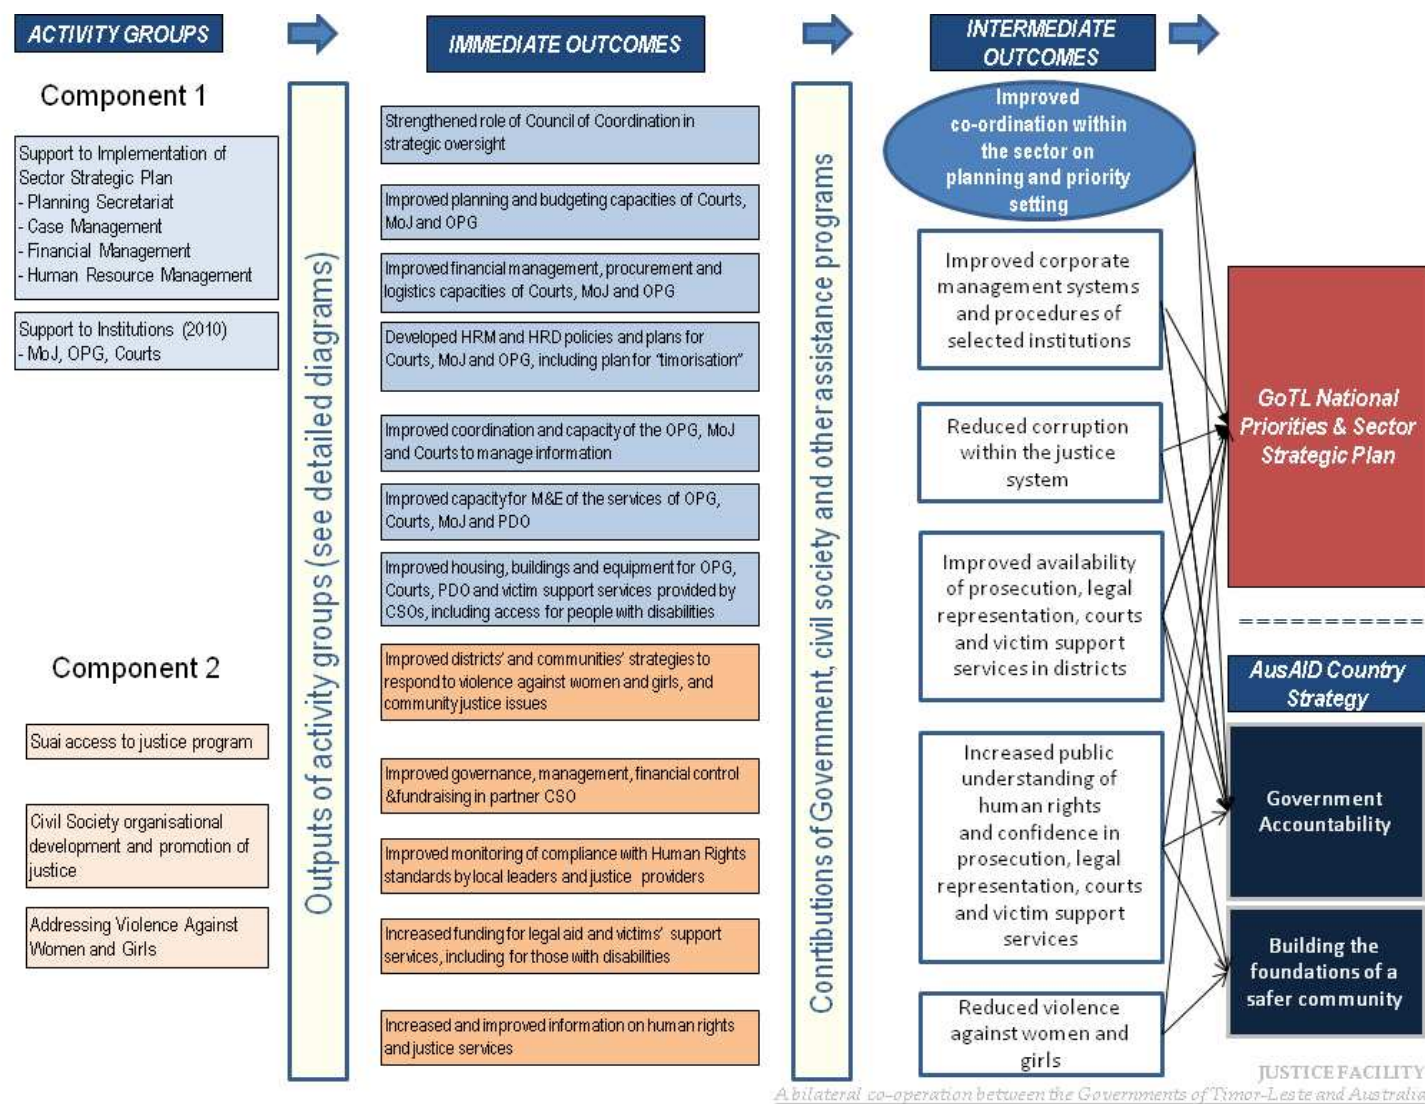 ACTIVITY GROUPS
IMMEDIATE OUTCOMES
INTERMEDIATE
OUTCOMES
Component 1
Support to Implementation of
Sector Strategic Plan
- Planning Secretariat
- Case Management
- Financial Management
- Human Resource Management
Support to Institutions (2010)
- MoJ, OPG, Courts
Component 2
Suai access to justice program
Civil Society organisational
development and promotion of
justice
Addressing Violence Against
Women and Girls
Outputs of activity groups (see detailed diagrams)
Strengthened role of Council of Coordination in
strategic oversight
Improved planning and budgeting capacities of Courts,
MoJ and OPG
Improved financial management, procurement and
logistics capacities of Courts, MoJ and OPG
Developed HRM and HRD policies and plans for
Courts, MoJ and OPG, including plan for "timorisation"
Improved coordination and capacity of the OPG, MoJ
and Courts to manage information
Improved capacity for M&E of the services of OPG,
Courts, MoJ and PDO
Improved housing, buildings and equipment for OPG,
Courts, PDO and victim support services provided by
CSOs, including access for people with disabilities
Improved districts' and communities' strategies to
respond to violence against women and girls, and
community justice issues
Improved governance, management, financial control
&fundraising in partner CSO
Improved monitoring of compliance with Human Rights
standards by local leaders and justice providers
Increased funding for legal aid and victims' support
services, including for those with disabilities
Increased and improved information on human rights
and justice services
Contributions of Government, civil society and other assistance programs
Improved
co-ordination within
the sector on
planning and priority
setting
Improved corporate
management systems
and procedures of
selected institutions
Reduced corruption
within the justice
system
Improved availability
of prosecution, legal
representation, courts
and victim support
services in districts
Increased public
understanding of
human rights
and confidence in
prosecution, legal
representation, courts
and victim support
services
Reduced violence
against women and
girls
GoTL National
Priorities & Sector
Strategic Plan
AusAID Country
Strategy
Government
Accountability
Building the
foundations of a
safer community
JUSTICE FACILITY
A bilateral co-operation between the Governments of Timor-Leste and Australia